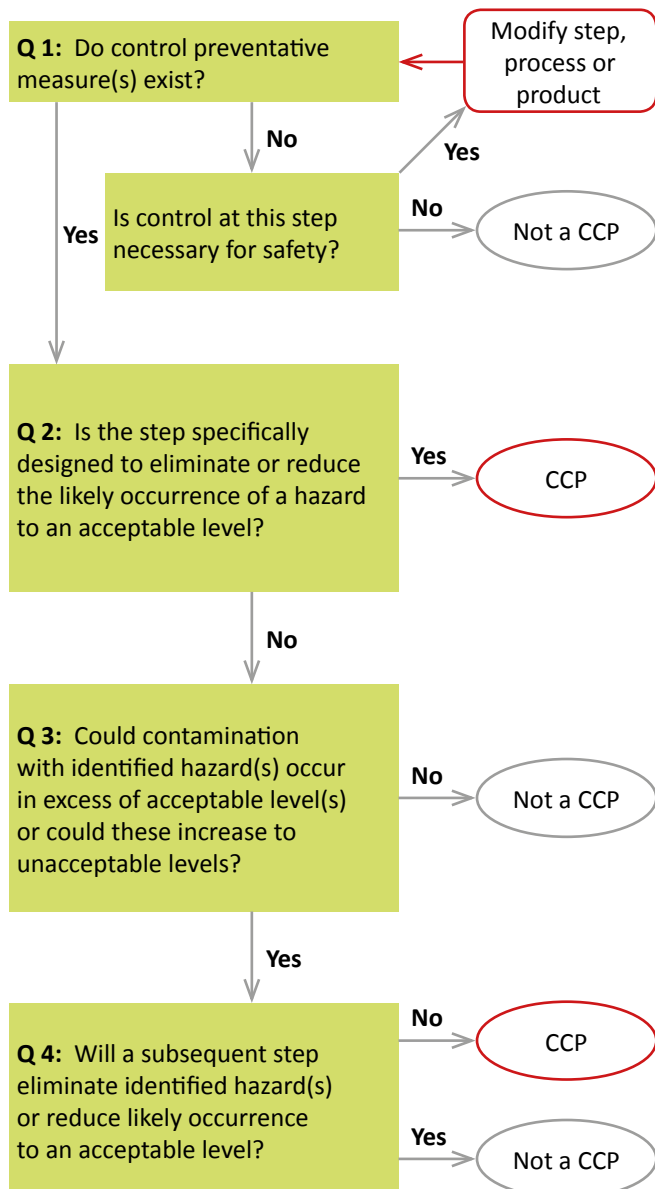 Q 1: Do control preventative
measure(s) exist?
Modify step,
process or
product
No
Yes
Yes
Is control at this step
necessary for safety?
No
Not a CCP
Q 2: Is the step specifically
designed to eliminate or reduce
the likely occurrence of a hazard
to an acceptable level?
Yes
CCP
No
Q 3: Could contamination
with identified hazard(s) occur
in excess of acceptable level(s)
or could these increase to
unacceptable levels?
No
Not a CCP
Yes
Q 4: Will a subsequent step
eliminate identified hazard(s)
or reduce likely occurrence
to an acceptable level?
No
CCP
Yes
Not a CCP